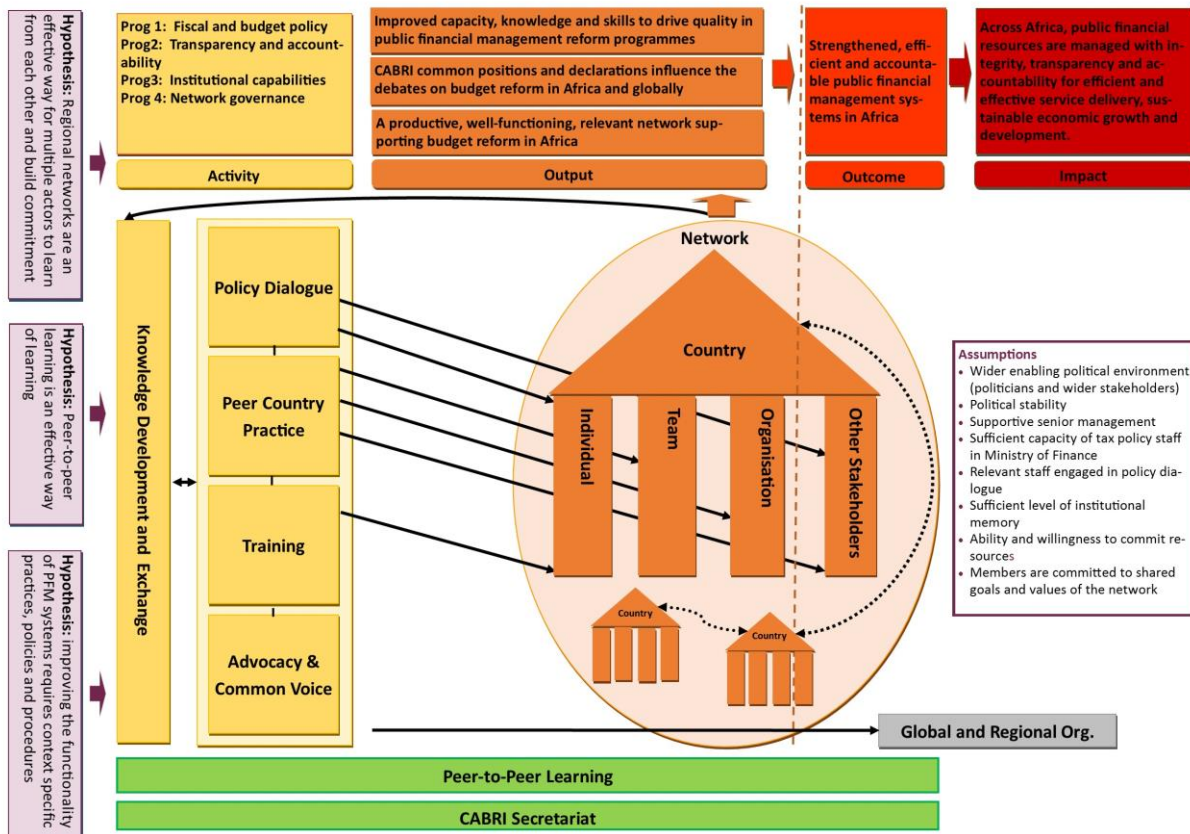 Hypothesis: Regional networks are an
effective way for multiple actors to learn
from each other and build commitment
Hypothesis: Peer-to-peer
learning is an effective way
of learning
Hypothesis: improving the functionality
of PFM systems requires context specific
practices, policies and procedures
Prog 1: Fiscal and budget policy
Prog2: Transparency and account-
ability
Prog3: Institutional capabilities
Prog 4: Network governance
Activity
Improved capacity, knowledge and skills to drive quality in
public financial management reform programmes
CABRI common positions and declarations influence the
debates on budget reform in Africa and globally
A productive, well-functioning, relevant network sup-
porting budget reform in Africa
Output
Strengthened, effi-
cient and accounta-
ble public financial
management sys-
tems in Africa
Outcome
Across Africa, public financial
resources are managed with in-
tegrity, transparency and ac-
countability for efficient and
effective service delivery, sus-
tainable economic growth and
development.
Impact
Knowledge Development and Exchange
Policy Dialogue
Peer Country
Practice
Training
Advocacy &
Common Voice
Network
Country
Individual
Team
Organisation
Other Stakeholders
Country
Country
Assumptions
• Wider enabling political environment
(politicians and wider stakeholders)
• Political stability
• Supportive senior management
• Sufficient capacity of tax policy staff
in Ministry of Finance
• Relevant staff engaged in policy dia-
logue
• Sufficient level of institutional
memory
• Ability and willingness to commit re-
sources
• Members are committed to shared
goals and values of the network
Global and Regional Org.
Peer-to-Peer Learning
CABRI Secretariat